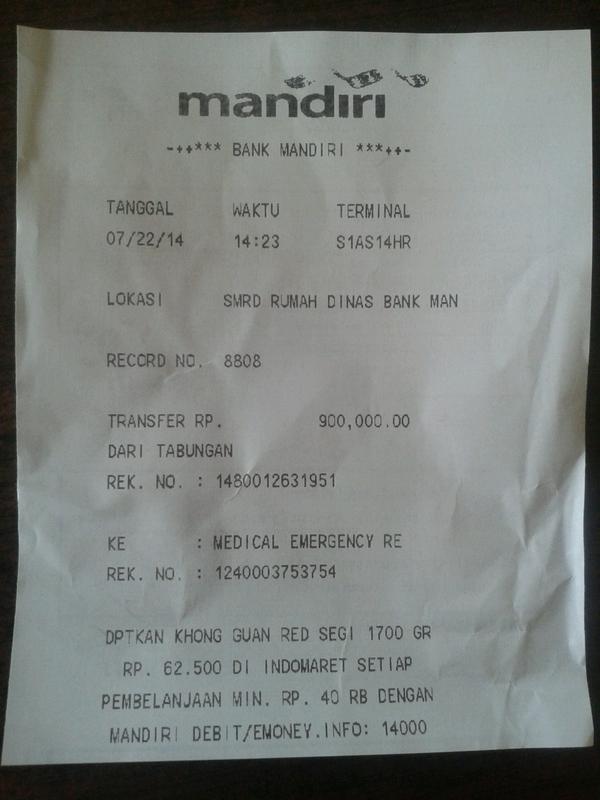 mandiri
-++*** BANK MANDIRI ***++-
TANGGAL WAKTU TERMINAL
07/22/14 14:23 S1AS14HR
LOKASI SMRD RUMAH DINAS BANK MAN
RECORD NO. 8808
TRANSFER RP. 900,000.00
DARI TABUNGAN
REK. NO. : 1480012631951
KE : MEDICAL EMERGENCY RE
REK. NO. : 1240003753754
DPTKAN KHONG GUAN RED SEGI 1700 GR
RP. 62.500 DI INDOMARET SETIAP
PEMBELANJAAN MIN. RP. 40 RB DENGAN
MANDIRI DEBIT/EMONEY.INFO: 14000